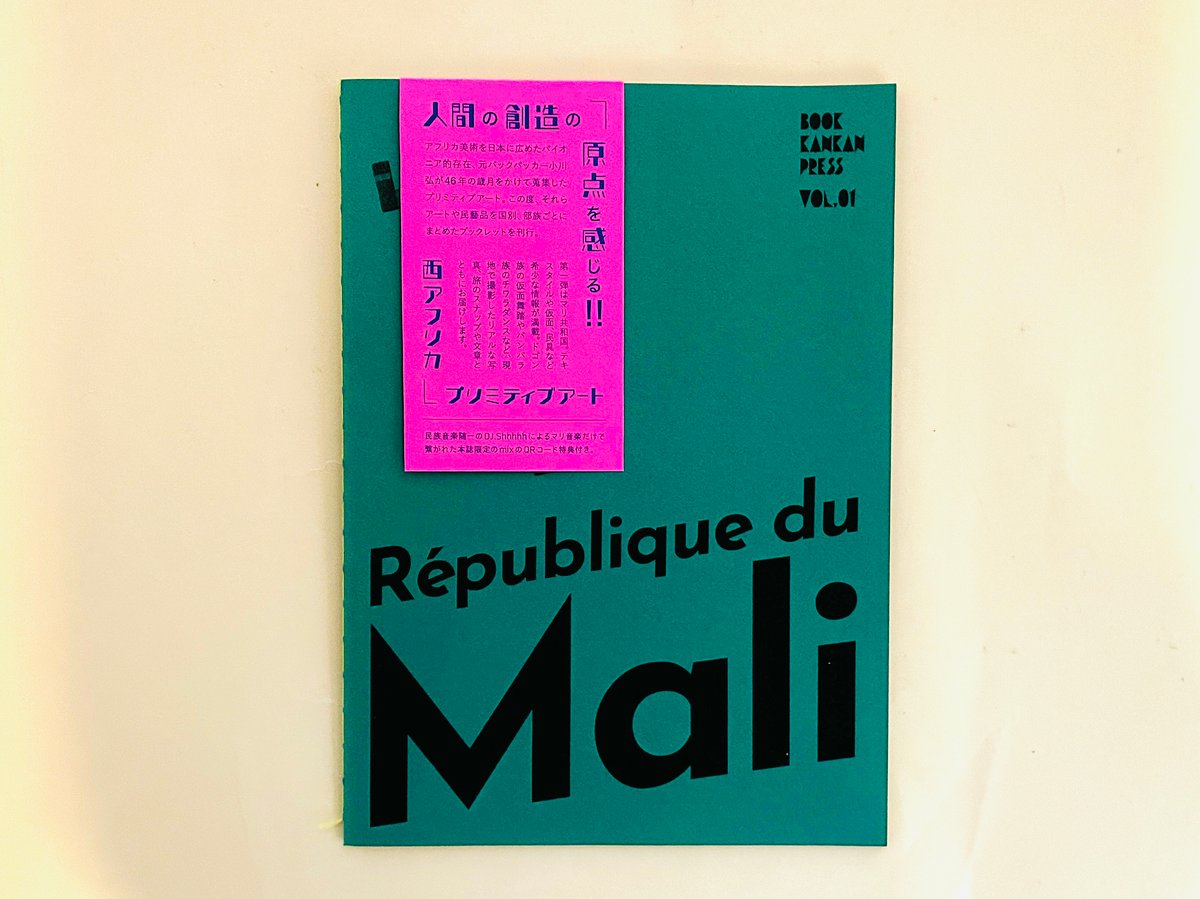 人間の創造の
原点を感じる!!
アフリカ美術を日本に広めたパイオ
ニア的存在、元バックパッカー小川
弘が46年の歳月をかけて蒐集した
プリミティブアート。この度、それら
アートや民藝品を国別、部族ごとに
まとめたブックレットを刊行。
第一弾はマリ共和国。テキ
スタイルや仮面、民具など
希少な情報が満載。ドゴン
族の仮面舞踏やバンバラ
族のチワラダンスなど、現
地で撮影したリアルな写
真、旅のスナップや文章と
ともにお届けします。
「西アフリカ」
プリミティブアート
民族音楽随一のDJ.Shhhhhによるマリ音楽だけで
繋がれた本誌限定のmixのQRコード特典付き。
BOOK
KANKAN
PRESS
VOL.01
République du
Mali